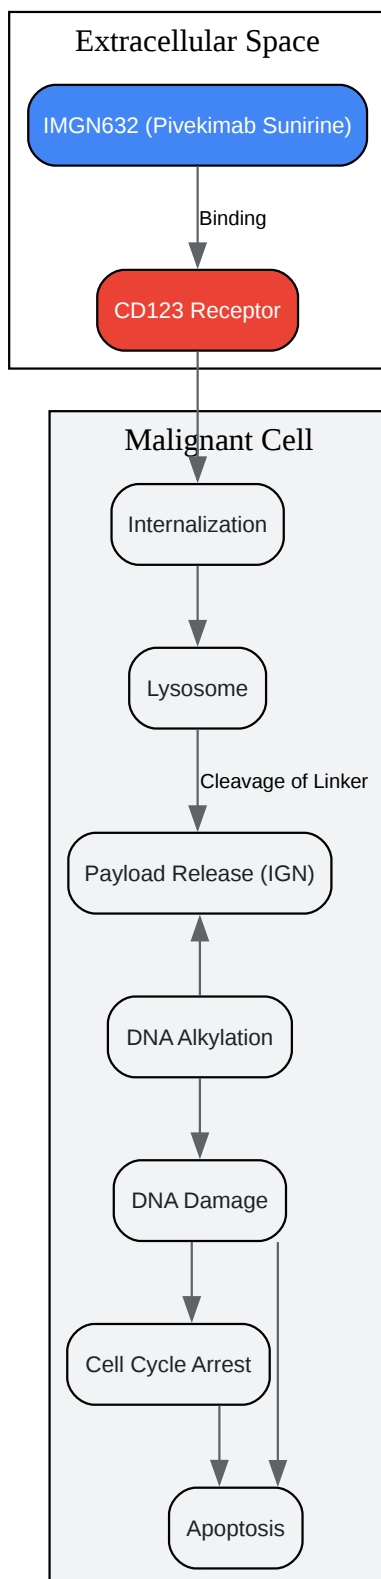 Extracellular Space
IMGN632 (Pivekimab Sunirine)
Binding
CD123 Receptor
Malignant Cell
Internalization
Lysosome
Cleavage of Linker
Payload Release (IGN)
DNA Alkylation
DNA Damage
Cell Cycle Arrest
Apoptosis